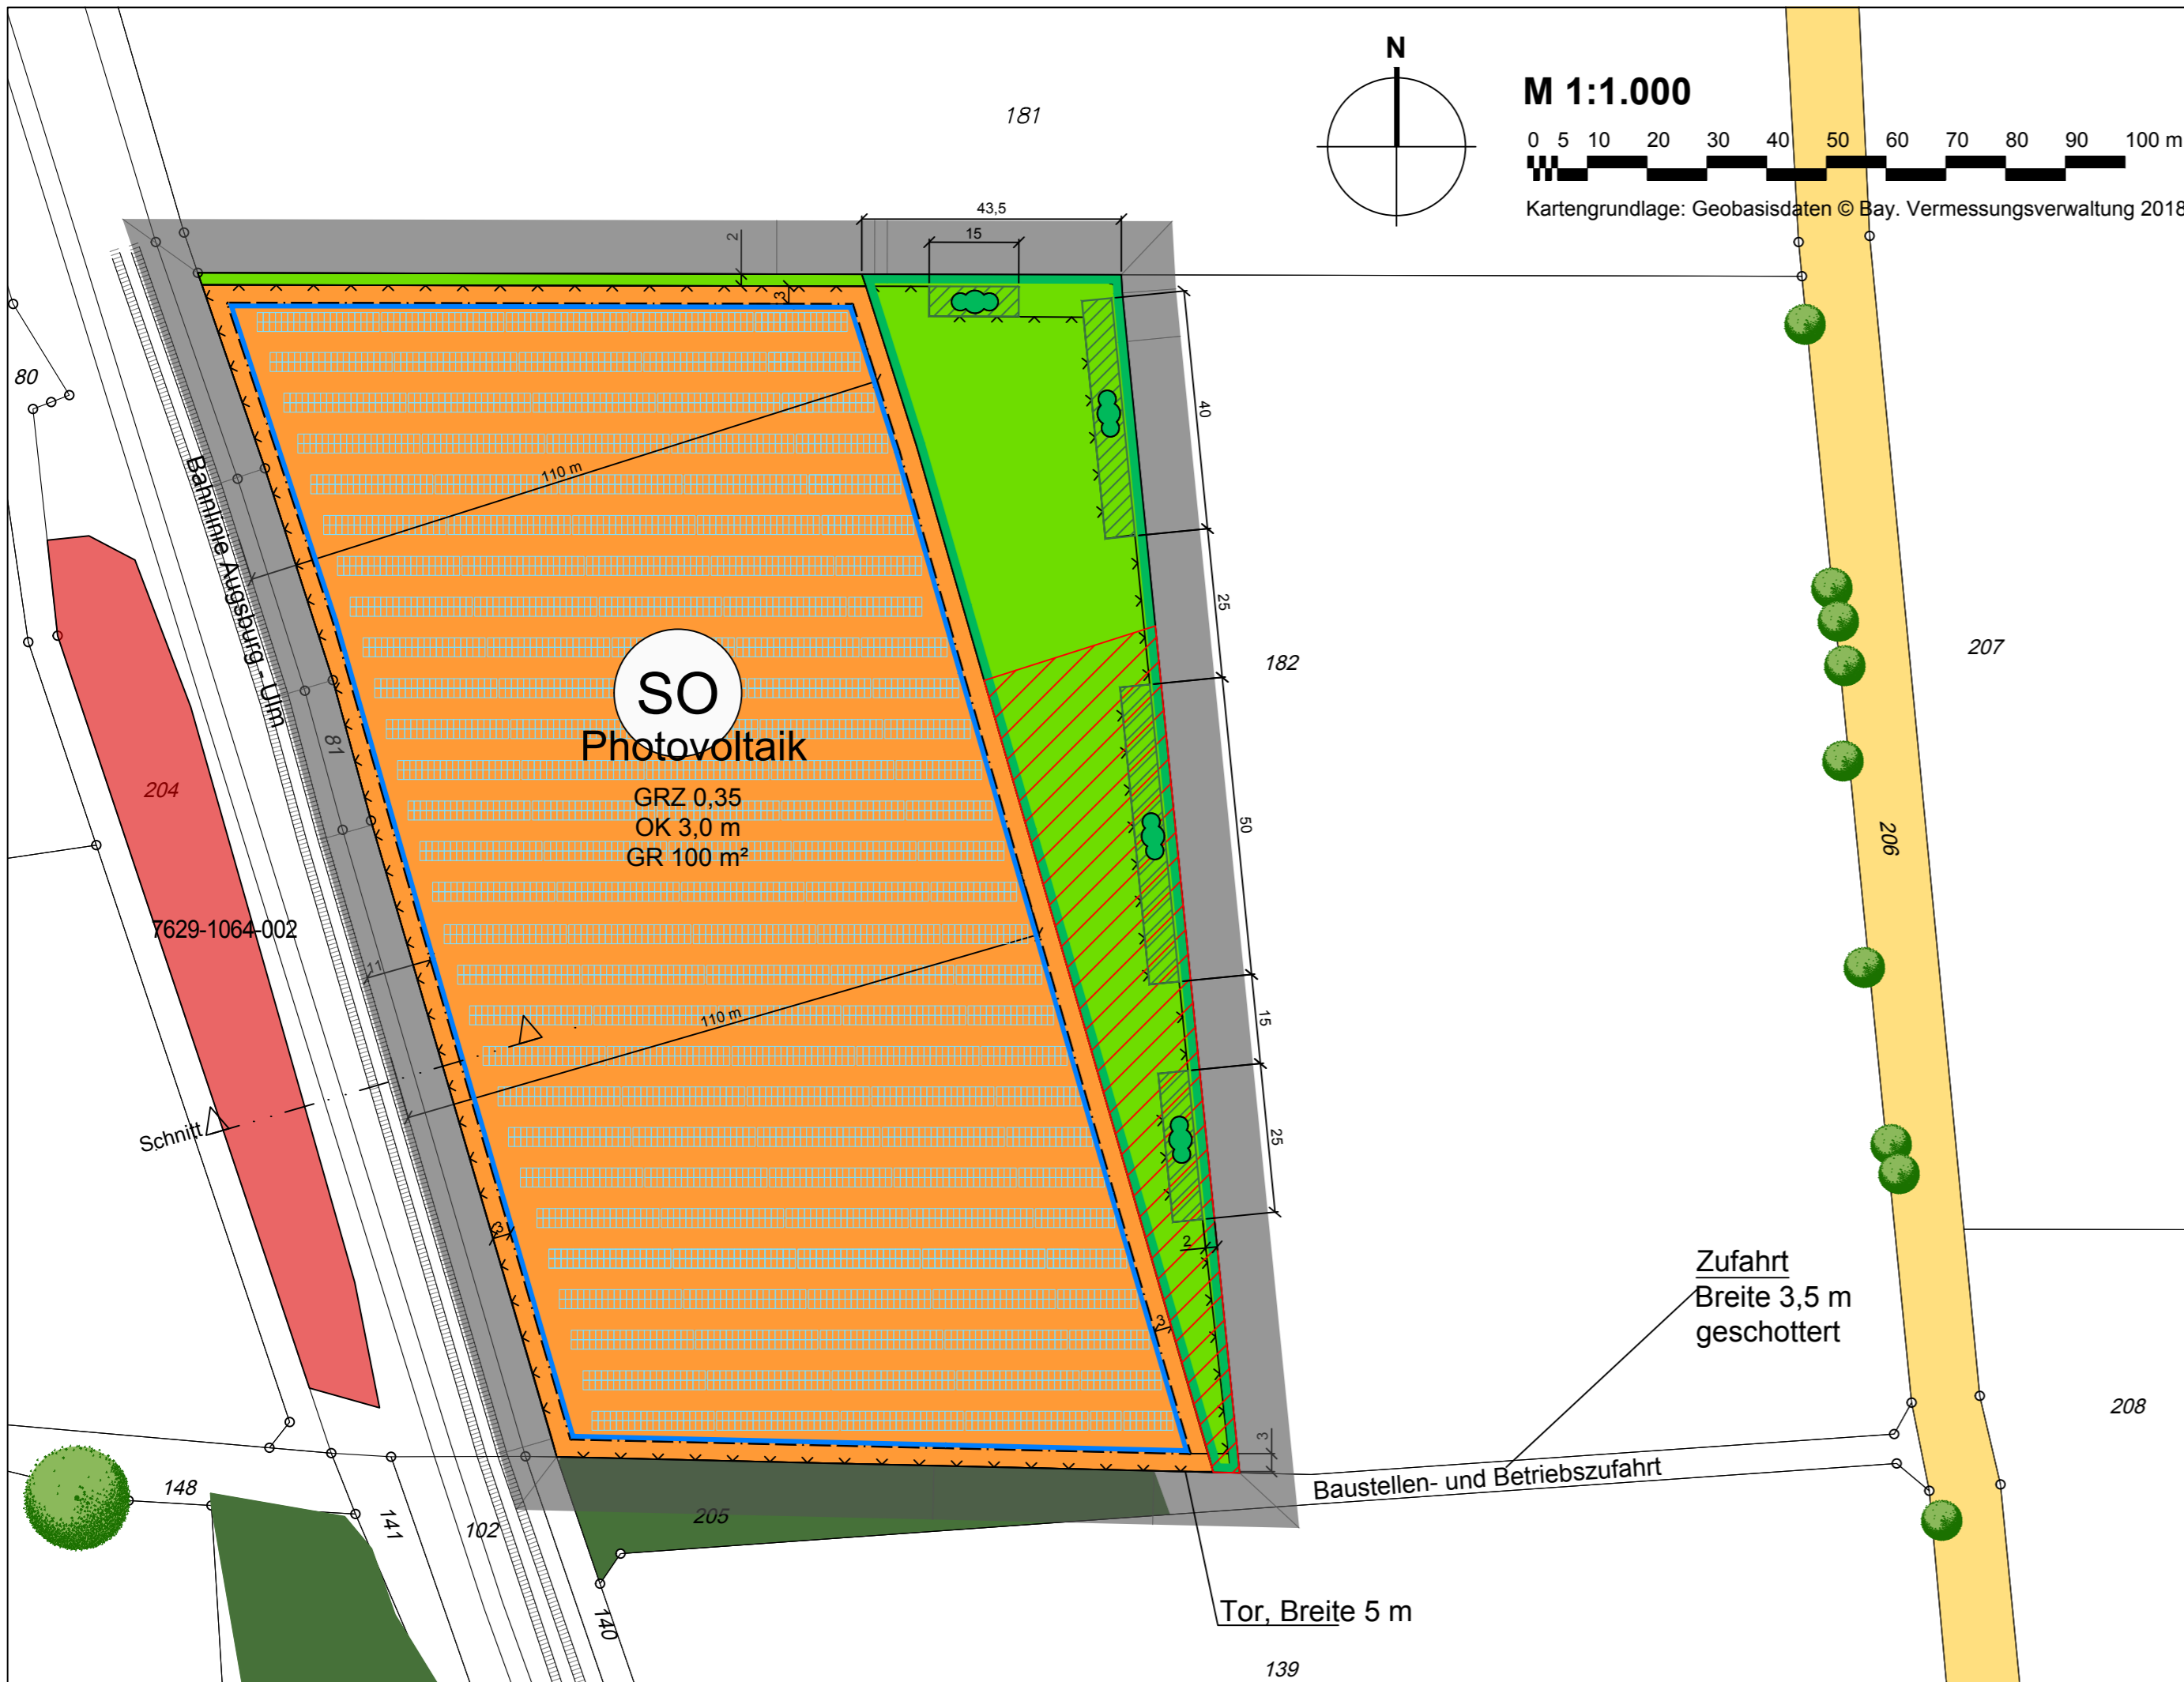 N
M 1:1.000
0 5 10 20 30 40 50 60 70 80 90 100 m
Kartengrundlage: Geobasisdaten © Bay. Vermessungsverwaltung 2018
181
43,5
15
2
3
80
40
110 m
Bahnlinie Augsburg - Ulm
25
182
207
SO
Photovoltaik
GRZ 0,35
OK 3,0 m
GR 100 m²
81
204
50
206
7629-1064-002
11
110 m
15
Schnitt
25
3
2
Zufahrt
Breite 3,5 m
geschottert
3
3
208
Baustellen- und Betriebszufahrt
148
141
102
205
140
Tor, Breite 5 m
139